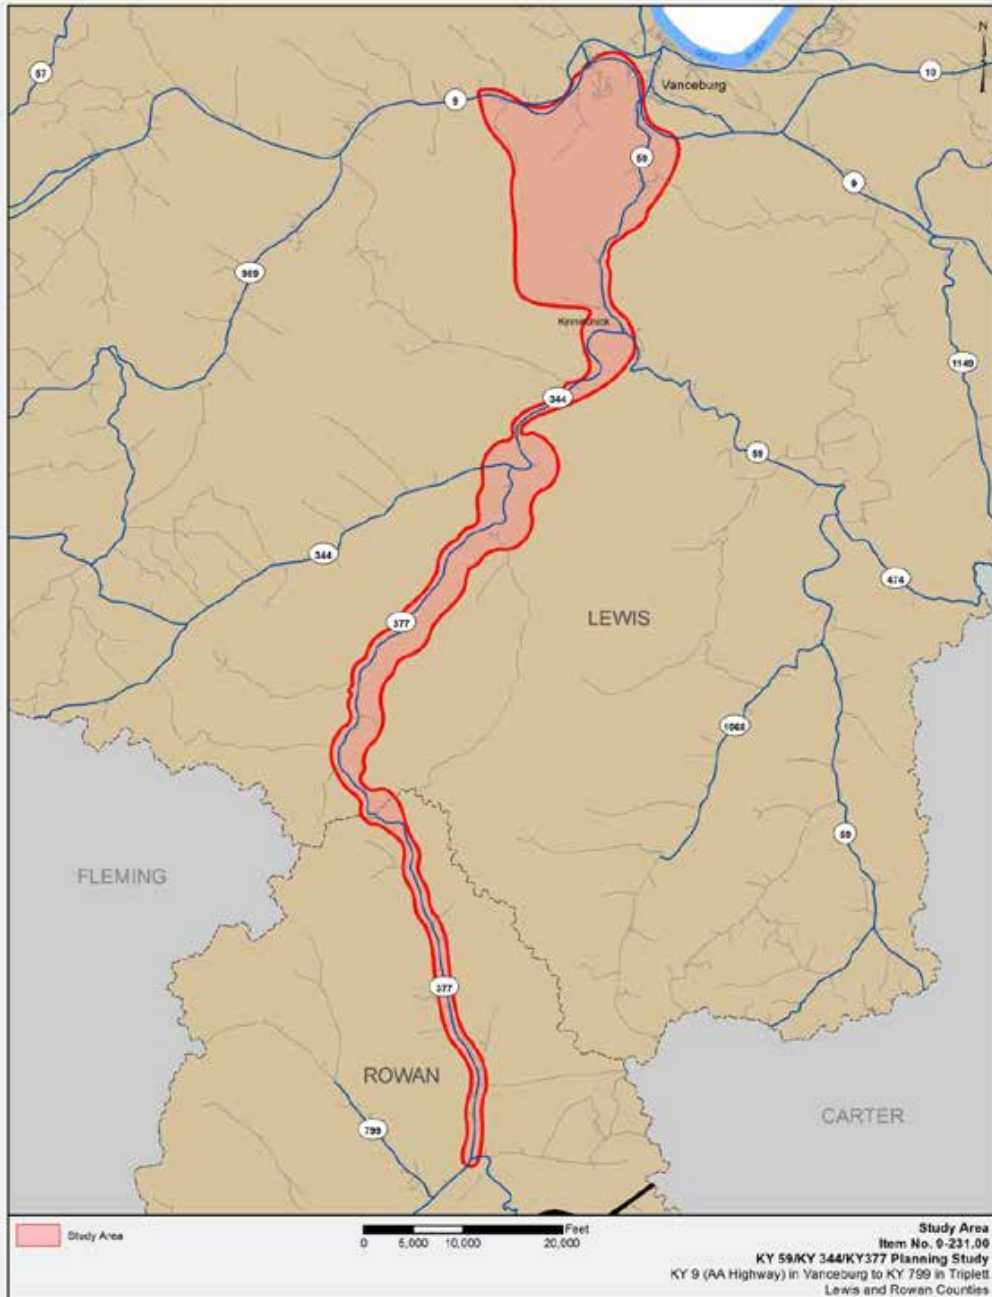 N
57
10
Vanceburg
9
59
9
989
Kinniconick
1149
344
59
344
474
377
LEWIS
1068
59
FLEMING
377
ROWAN
CARTER
799
Study Area
Feet
0 5,000 10,000 20,000
Study Area
Item No. 9-231.00
KY 59/KY 344/KY377 Planning Study
KY 9 (AA Highway) in Vanceburg to KY 799 in Triplett
Lewis and Rowan Counties